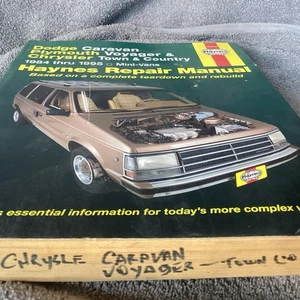 Dodge Caravan
Plymouth Voyager &
Chrysler Town & Country
1984 thru 1995 Mini-Vans
Haynes Repair Manual
Based on a complete teardown and rebuild
Haynes
s essential information for today's more complex v
CHRYSLE CARAVAN
VOYAGER — TOWN